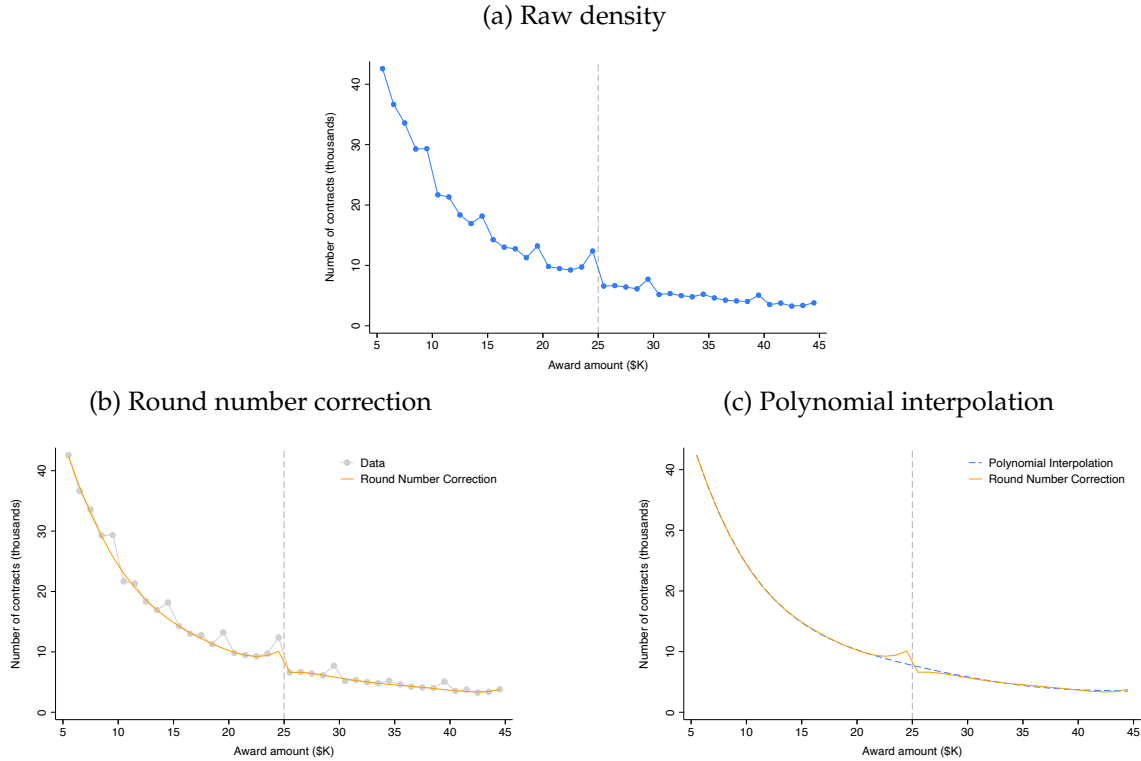 (a) Raw density
Number of contracts (thousands)
40
30
20
10
0
5 10 15 20 25 30 35 40 45
Award amount ($K)
(b) Round number correction
Number of contracts (thousands)
40
30
20
10
0
Data
Round Number Correction
5 10 15 20 25 30 35 40 45
Award amount ($K)
(c) Polynomial interpolation
Number of contracts (thousands)
40
30
20
10
0
Polynomial Interpolation
Round Number Correction
5 10 15 20 25 30 35 40 45
Award amount ($K)